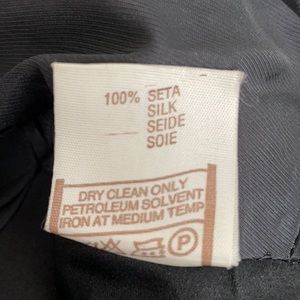 100% SETA
SILK
SEIDE
SOIE
DRY CLEAN ONLY
PETROLEUM SOLVENT
IRON AT MEDIUM TEMP
P